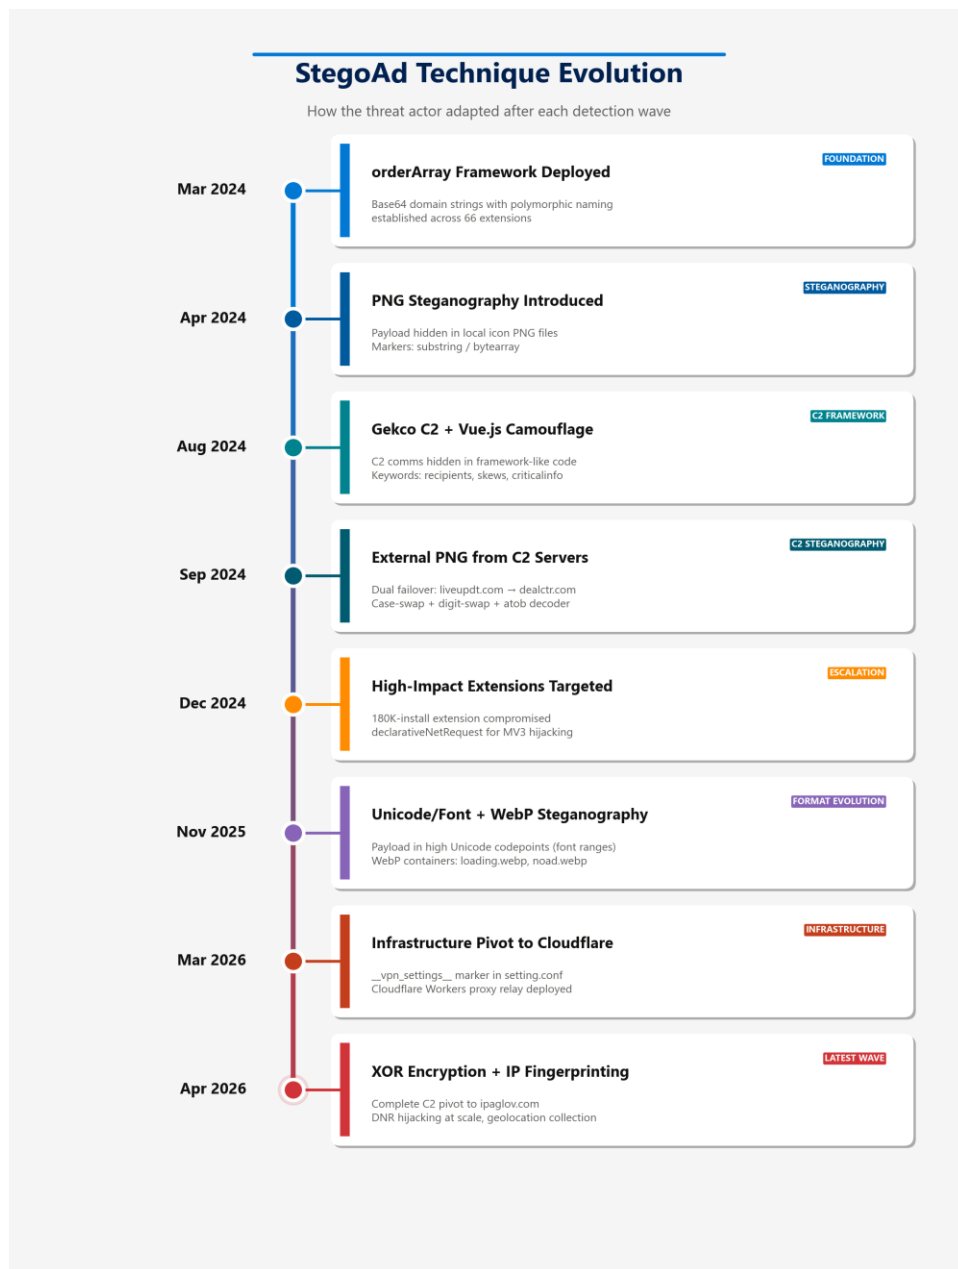 StegoAd Technique Evolution
How the threat actor adapted after each detection wave
Mar 2024
FOUNDATION
orderArray Framework Deployed
Base64 domain strings with polymorphic naming
established across 66 extensions
Apr 2024
STEGANOGRAPHY
PNG Steganography Introduced
Payload hidden in local icon PNG files
Markers: substring / bytearray
Aug 2024
C2 FRAMEWORK
Gekco C2 + Vue.js Camouflage
C2 comms hidden in framework-like code
Keywords: recipients, skews, criticalinfo
Sep 2024
C2 STEGANOGRAPHY
External PNG from C2 Servers
Dual failover: liveupdt.com → dealctr.com
Case-swap + digit-swap + atob decoder
Dec 2024
ESCALATION
High-Impact Extensions Targeted
180K-install extension compromised
declarativeNetRequest for MV3 hijacking
Nov 2025
FORMAT EVOLUTION
Unicode/Font + WebP Steganography
Payload in high Unicode codepoints (font ranges)
WebP containers: loading.webp, noad.webp
Mar 2026
INFRASTRUCTURE
Infrastructure Pivot to Cloudflare
__vpn_settings__ marker in setting.conf
Cloudflare Workers proxy relay deployed
Apr 2026
LATEST WAVE
XOR Encryption + IP Fingerprinting
Complete C2 pivot to ipaglov.com
DNR hijacking at scale, geolocation collection